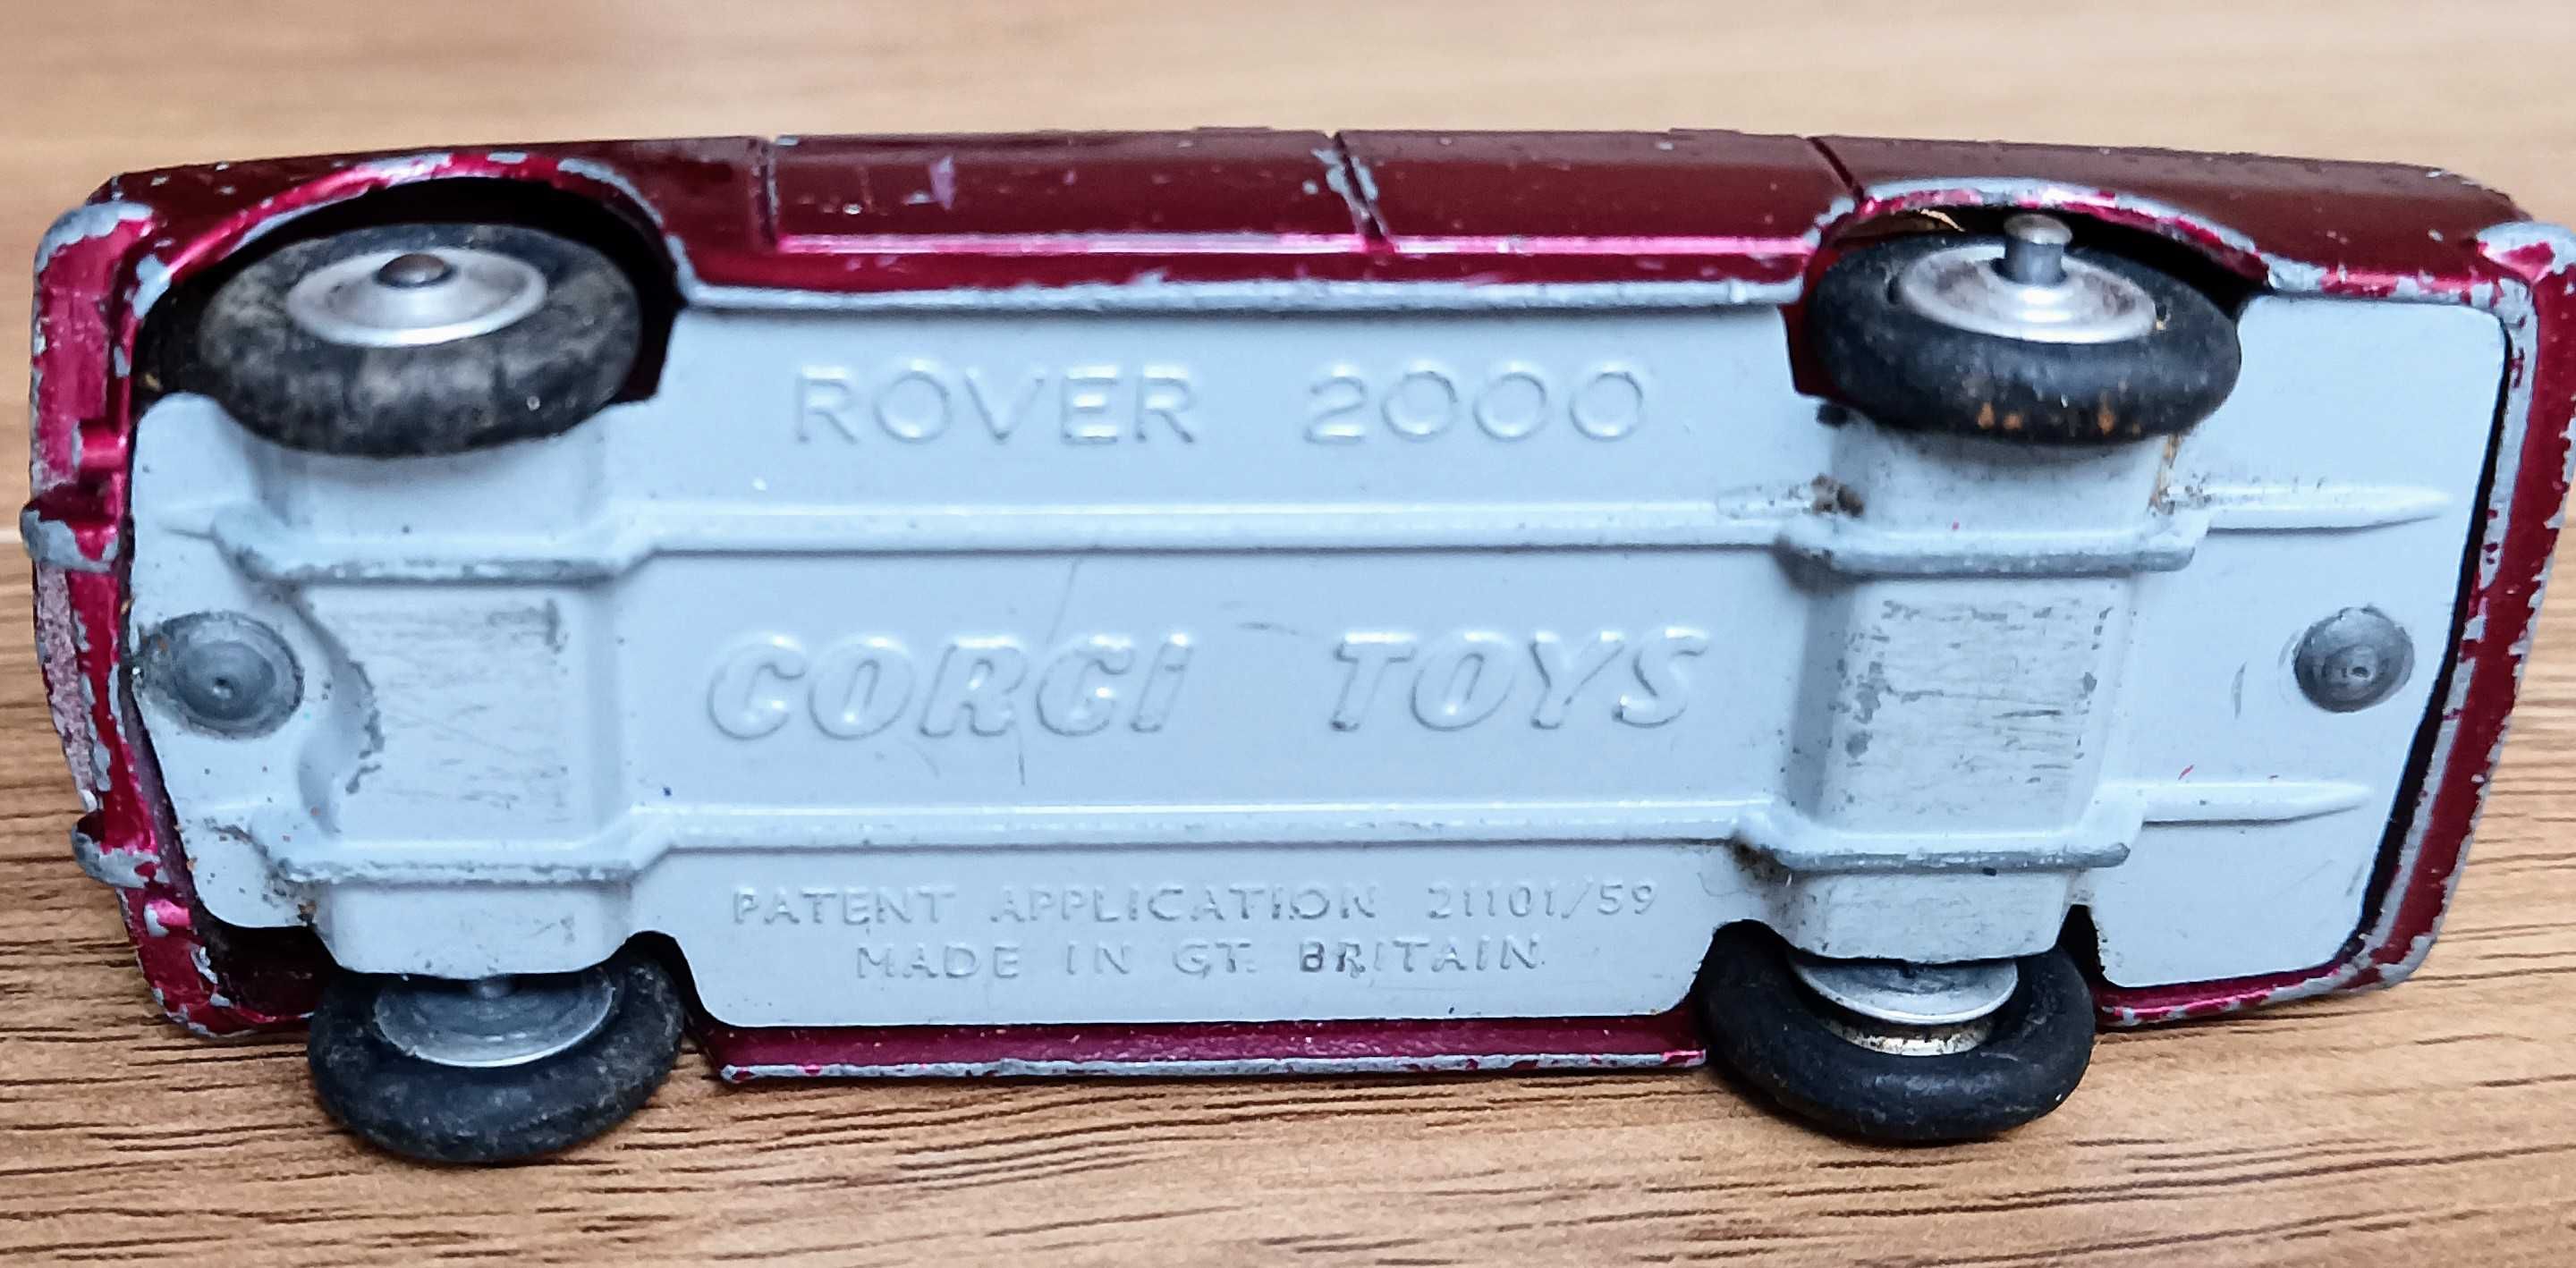 ROVER 2000
CORGI TOYS
PATENT APPLICATION 21101/59
MADE IN GT. BRITAIN